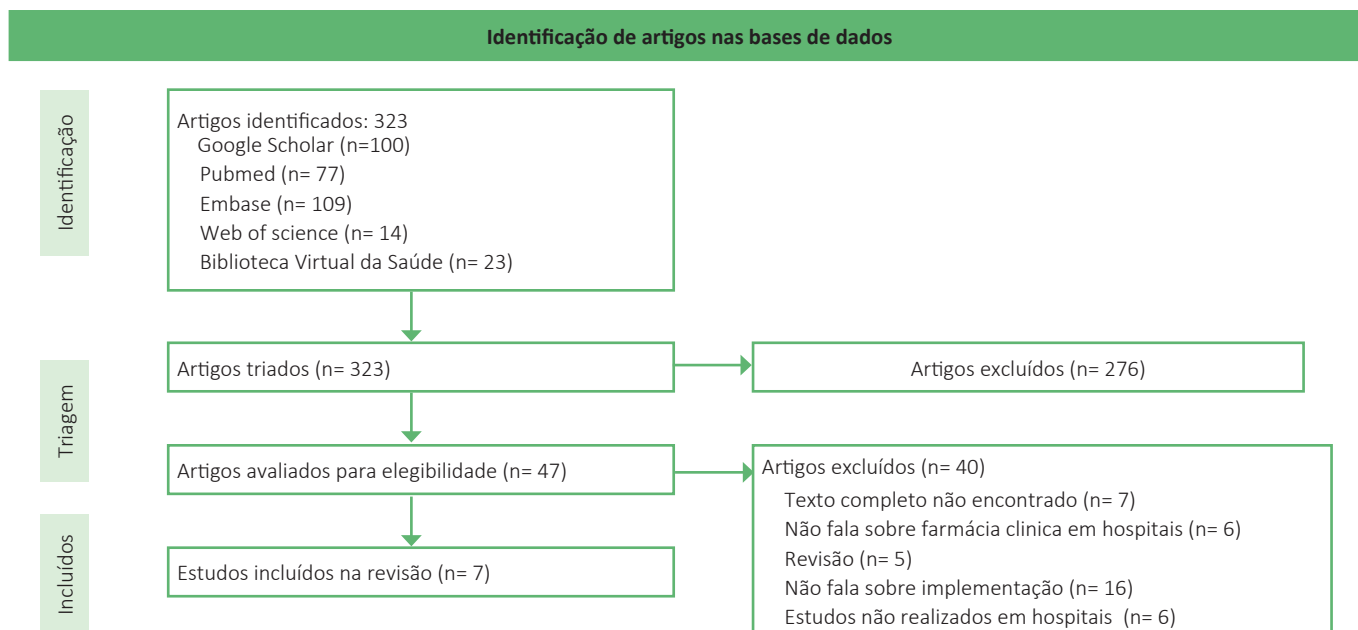 Identificação de artigos nas bases de dados
Identificação
Artigos identificados: 323
Google Scholar (n=100)
Pubmed (n= 77)
Embase (n= 109)
Web of science (n= 14)
Biblioteca Virtual da Saúde (n= 23)
Triagem
Artigos triados (n= 323)
Artigos excluídos (n= 276)
Artigos avaliados para elegibilidade (n= 47)
Artigos excluídos (n= 40)
Texto completo não encontrado (n= 7)
Não fala sobre farmácia clinica em hospitais (n= 6)
Revisão (n= 5)
Não fala sobre implementação (n= 16)
Estudos não realizados em hospitais (n= 6)
Incluídos
Estudos incluídos na revisão (n= 7)